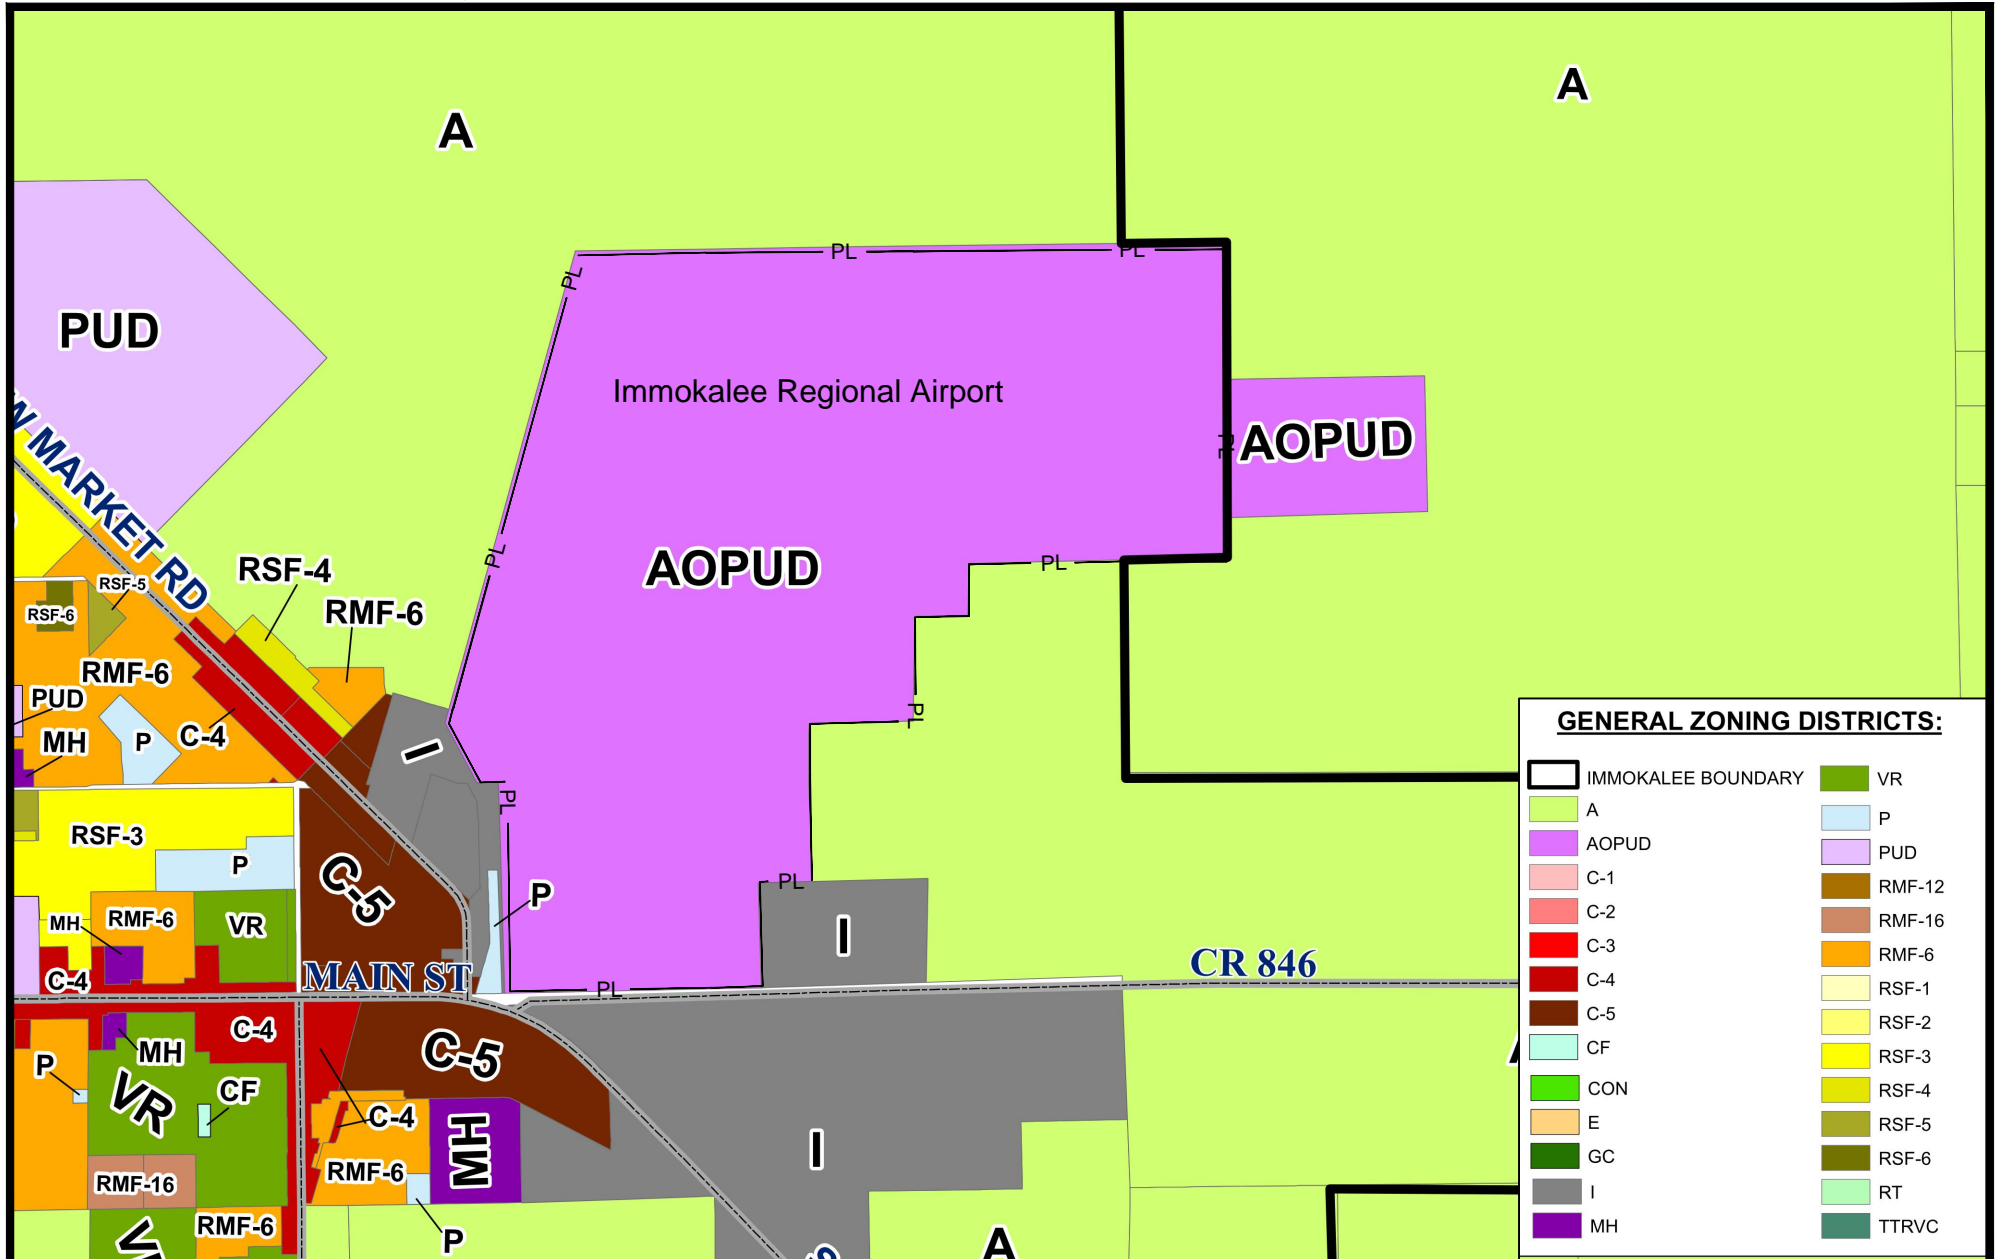 A
A
PL
PL
PL
PUD
Immokalee Regional Airport
PL
AOPUD
W MARKET RD
PL
AOPUD
PL
RSF-4
RSF-5
RMF-6
RSF-6
RMF-6
PUD
PL
C-4
P
MH
I
GENERAL ZONING DISTRICTS:
IMMOKALEE BOUNDARY
A
AOPUD
C-1
C-2
C-3
C-4
C-5
CF
CON
E
GC
I
MH
VR
P
PUD
RMF-12
RMF-16
RMF-6
RSF-1
RSF-2
RSF-3
RSF-4
RSF-5
RSF-6
RT
TTRVC
PL
RSF-3
P
C-5
PL
P
MH
RMF-6
VR
I
C-4
MAIN ST
PL
CR 846
C-4
MH
C-5
P
VR
CF
C-4
MH
I
RMF-6
RMF-16
RMF-6
P
A